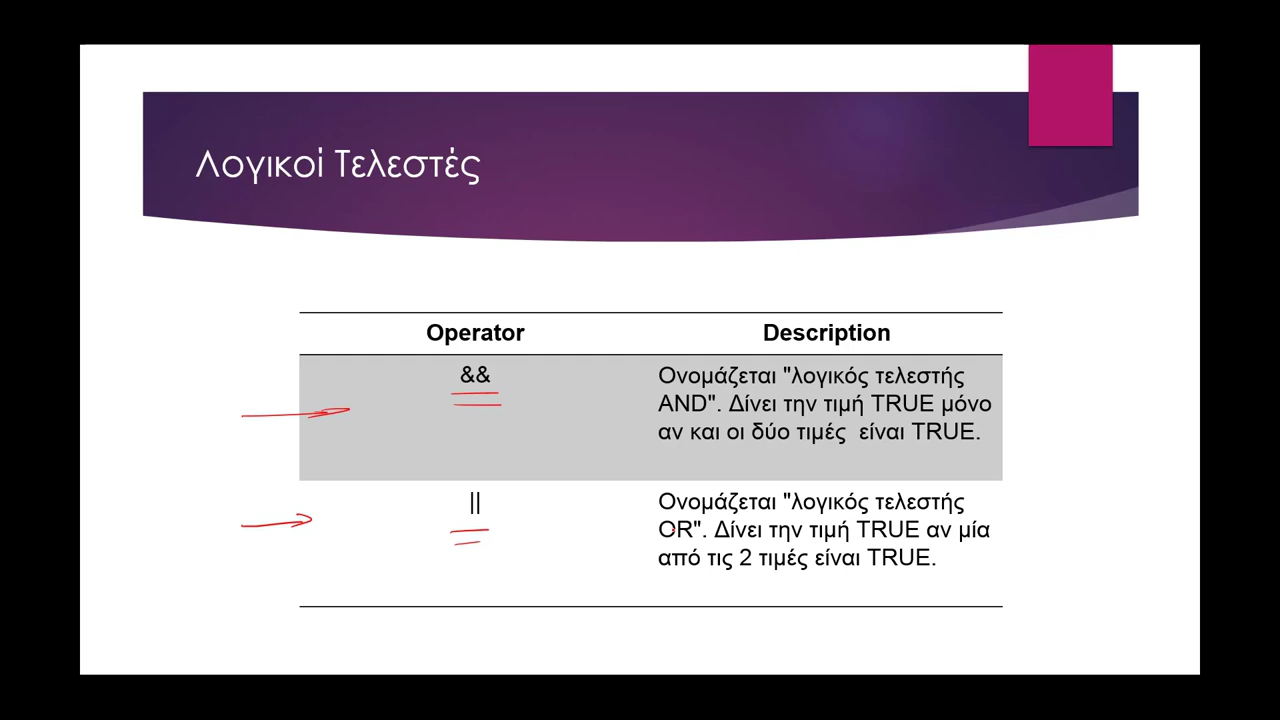 Λογικοί Τελεστές
Operator Description
&& Ονομάζεται "λογικός τελεστής
AND". Δίνει την τιμή TRUE μόνο
αν και οι δύο τιμές είναι TRUE.
|| Ονομάζεται "λογικός τελεστής
OR". Δίνει την τιμή TRUE αν μία
από τις 2 τιμές είναι TRUE.